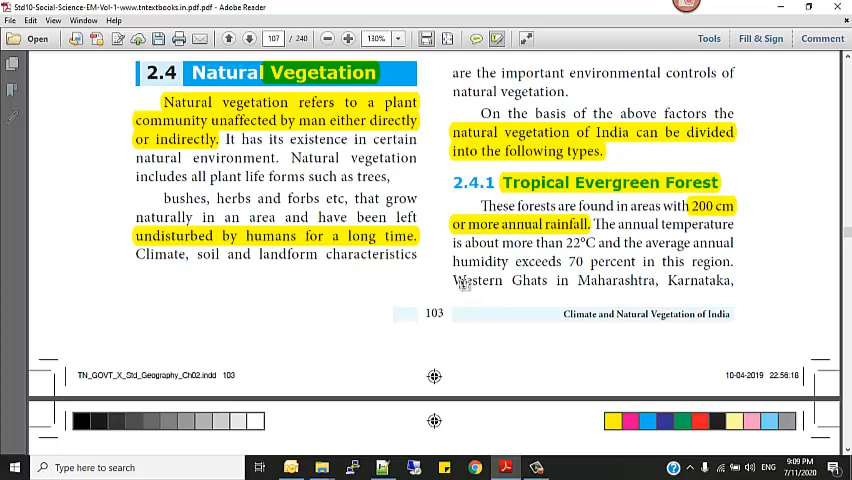 Std10-Social-Science-EM-Vol-1-www.tntextbooks.in.pdf.pdf - Adobe Reader
File Edit View Window Help
Open 107 / 240 130% Tools Fill & Sign Comment
2.4 Natural Vegetation
Natural vegetation refers to a plant
community unaffected by man either directly
or indirectly. It has its existence in certain
natural environment. Natural vegetation
includes all plant life forms such as trees,
bushes, herbs and forbs etc, that grow
naturally in an area and have been left
undisturbed by humans for a long time.
Climate, soil and landform characteristics
are the important environmental controls of
natural vegetation.
On the basis of the above factors the
natural vegetation of India can be divided
into the following types.
2.4.1 Tropical Evergreen Forest
These forests are found in areas with 200 cm
or more annual rainfall. The annual temperature
is about more than 22°C and the average annual
humidity exceeds 70 percent in this region.
Western Ghats in Maharashtra, Karnataka,
103 Climate and Natural Vegetation of India
TN_GOVT_X_Std_Geography_Ch02.indd 103 10-04-2019 22:56:18
Type here to search
ENG
9:09 PM
7/11/2020